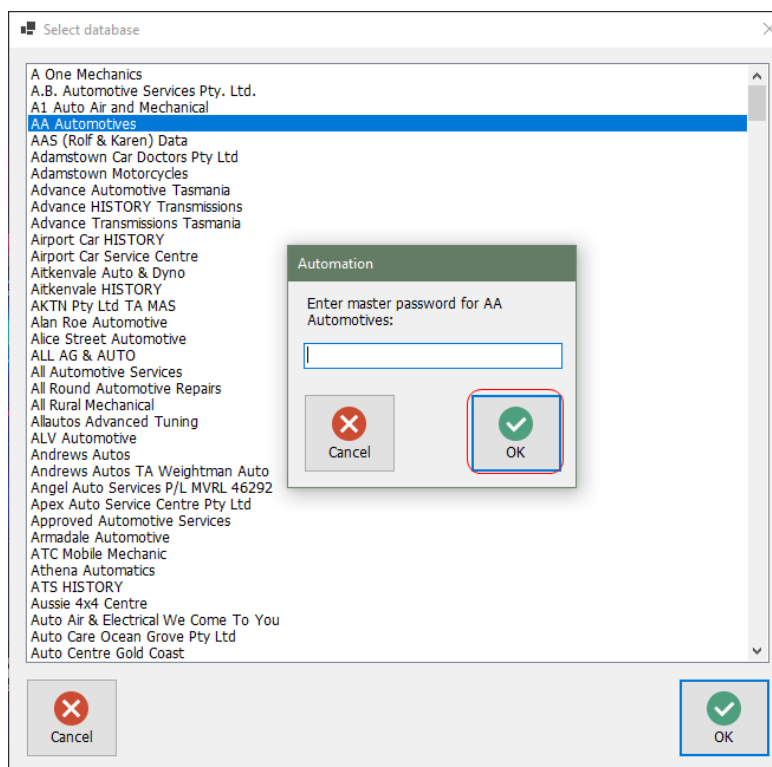 Select database
A One Mechanics
A.B. Automotive Services Pty. Ltd.
A1 Auto Air and Mechanical
AA Automotives
AAS (Rolf & Karen) Data
Adamstown Car Doctors Pty Ltd
Adamstown Motorcycles
Advance Automotive Tasmania
Advance HISTORY Transmissions
Advance Transmissions Tasmania
Airport Car HISTORY
Airport Car Service Centre
Aitkenvale Auto & Dyno
Aitkenvale HISTORY
AKTN Pty Ltd TA MAS
Alan Roe Automotive
Alice Street Automotive
ALL AG & AUTO
All Automotive Services
All Round Automotive Repairs
All Rural Mechanical
Allautos Advanced Tuning
ALV Automotive
Andrews Autos
Andrews Autos TA Weightman Auto
Angel Auto Services P/L MVRL 46292
Apex Auto Service Centre Pty Ltd
Approved Automotive Services
Armadale Automotive
ATC Mobile Mechanic
Athena Automatics
ATS HISTORY
Aussie 4x4 Centre
Auto Air & Electrical We Come To You
Auto Care Ocean Grove Pty Ltd
Auto Centre Gold Coast
Automation
Enter master password for AA
Automotives:
Cancel
OK
Cancel
OK